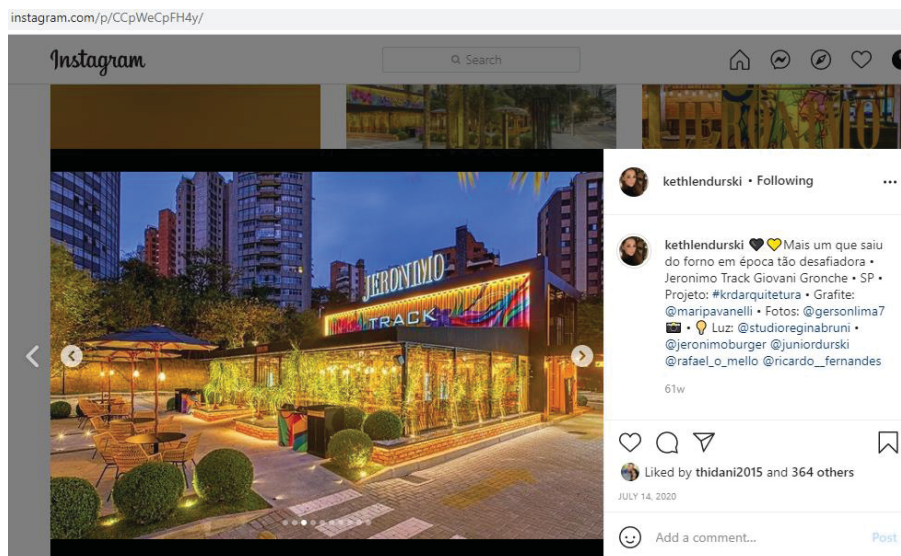 instagram.com/p/CCpWeCpFH4y/
Instagram
Search
JERONIMO
TRACK
kethlendurski • Following
kethlendurski 🖤💛Mais um que saiu
do forno em época tão desafiadora •
Jeronimo Track Giovani Gronche • SP •
Projeto: #krdarquitetura • Grafite:
@maripavanelli • Fotos: @gersonlima7
📷 • 💡 Luz: @studioreginabruni •
@jeronimoburger @juniordurski
@rafael_o_mello @ricardo__fernandes
61w
Liked by thidani2015 and 364 others
JULY 14, 2020
Add a comment...
Post